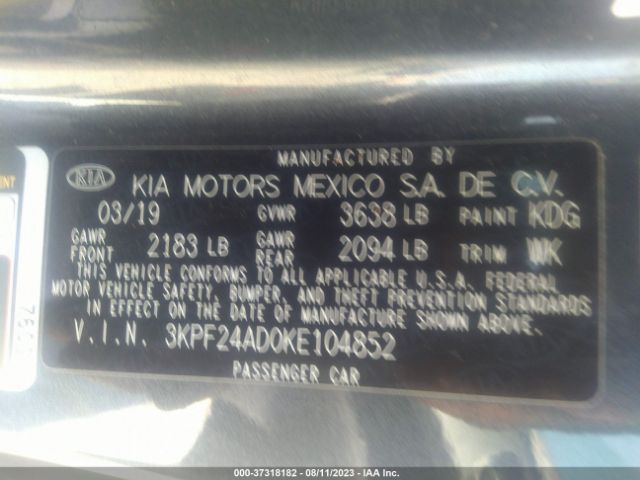 MANUFACTURED BY
KIA KIA MOTORS MEXICO S.A. DE C.V.
03/19 GVWR 3638 LB PAINT KDG
GAWR FRONT 2183 LB GAWR REAR 2094 LB TRIM WK
THIS VEHICLE CONFORMS TO ALL APPLICABLE U.S.A. FEDERAL
MOTOR VEHICLE SAFETY, BUMPER, AND THEFT PREVENTION STANDARDS
IN EFFECT ON THE DATE OF MANUFACTURE SHOWN ABOVE.
V.I.N. 3KPF24AD0KE104852
PASSENGER CAR
000-37318182 - 08/11/2023 - IAA Inc.